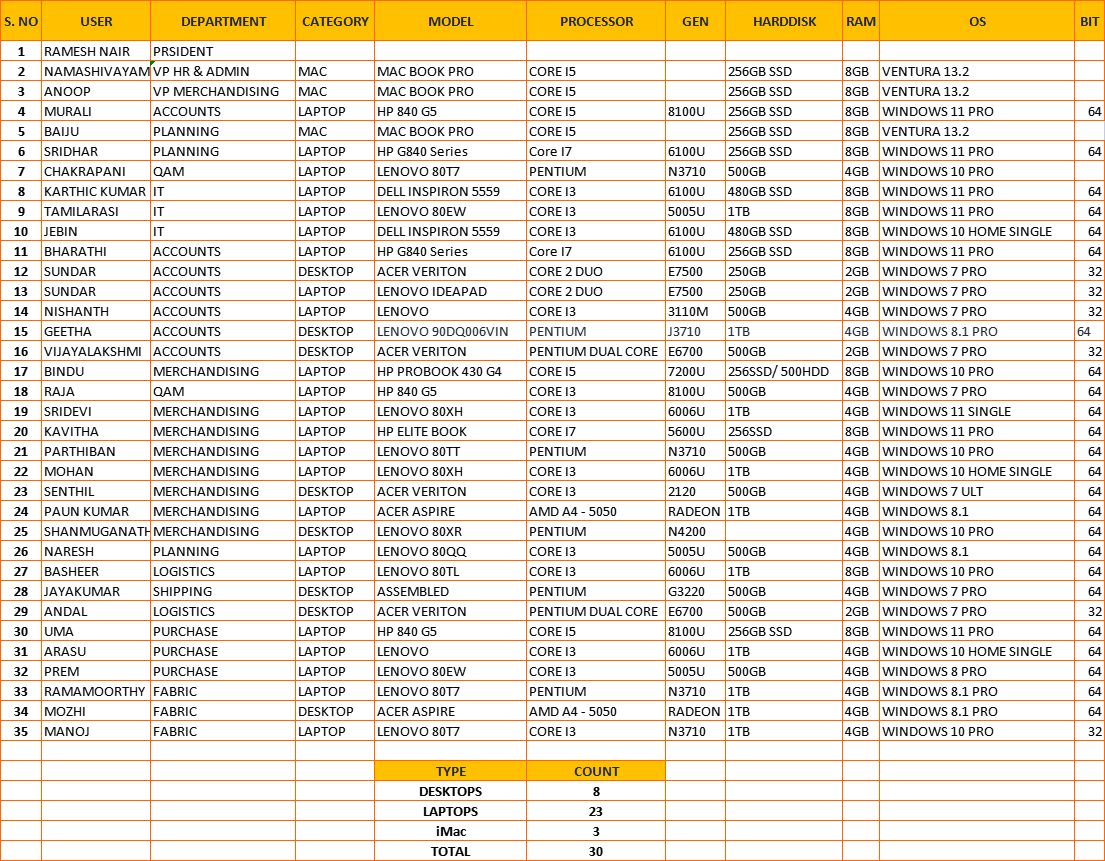 S. NO USER DEPARTMENT CATEGORY MODEL PROCESSOR GEN HARDDISK RAM OS BIT
1 RAMESH NAIR PRSIDENT
2 NAMASHIVAYAM VP HR & ADMIN MAC MAC BOOK PRO CORE I5 256GB SSD 8GB VENTURA 13.2
3 ANOOP VP MERCHANDISING MAC MAC BOOK PRO CORE I5 256GB SSD 8GB VENTURA 13.2
4 MURALI ACCOUNTS LAPTOP HP 840 G5 CORE I5 8100U 256GB SSD 8GB WINDOWS 11 PRO 64
5 BAIJU PLANNING MAC MAC BOOK PRO CORE I5 256GB SSD 8GB VENTURA 13.2
6 SRIDHAR PLANNING LAPTOP HP G840 Series Core I7 6100U 256GB SSD 8GB WINDOWS 11 PRO 64
7 CHAKRAPANI QAM LAPTOP LENOVO 80T7 PENTIUM N3710 500GB 4GB WINDOWS 10 PRO
8 KARTHIC KUMAR IT LAPTOP DELL INSPIRON 5559 CORE I3 6100U 480GB SSD 8GB WINDOWS 11 PRO 64
9 TAMILARASI IT LAPTOP LENOVO 80EW CORE I3 5005U 1TB 8GB WINDOWS 11 PRO 64
10 JEBIN IT LAPTOP DELL INSPIRON 5559 CORE I3 6100U 480GB SSD 8GB WINDOWS 10 HOME SINGLE 64
11 BHARATHI ACCOUNTS LAPTOP HP G840 Series Core I7 6100U 256GB SSD 8GB WINDOWS 11 PRO 64
12 SUNDAR ACCOUNTS DESKTOP ACER VERITON CORE 2 DUO E7500 250GB 2GB WINDOWS 7 PRO 32
13 SUNDAR ACCOUNTS LAPTOP LENOVO IDEAPAD CORE 2 DUO E7500 250GB 2GB WINDOWS 7 PRO 32
14 NISHANTH ACCOUNTS LAPTOP LENOVO CORE I3 3110M 500GB 4GB WINDOWS 7 PRO 32
15 GEETHA ACCOUNTS DESKTOP LENOVO 90DQ006VIN PENTIUM J3710 1TB 4GB WINDOWS 8.1 PRO 64
16 VIJAYALAKSHMI ACCOUNTS DESKTOP ACER VERITON PENTIUM DUAL CORE E6700 500GB 2GB WINDOWS 7 PRO 32
17 BINDU MERCHANDISING LAPTOP HP PROBOOK 430 G4 CORE I5 7200U 256SSD/ 500HDD 8GB WINDOWS 10 PRO 64
18 RAJA QAM LAPTOP HP 840 G5 CORE I3 8100U 500GB 4GB WINDOWS 7 PRO 64
19 SRIDEVI MERCHANDISING LAPTOP LENOVO 80XH CORE I3 6006U 1TB 4GB WINDOWS 11 SINGLE 64
20 KAVITHA MERCHANDISING LAPTOP HP ELITE BOOK CORE I7 5600U 256SSD 8GB WINDOWS 11 PRO 64
21 PARTHIBAN MERCHANDISING LAPTOP LENOVO 80TT PENTIUM N3710 500GB 4GB WINDOWS 10 PRO 64
22 MOHAN MERCHANDISING LAPTOP LENOVO 80XH CORE I3 6006U 1TB 4GB WINDOWS 10 HOME SINGLE 64
23 SENTHIL MERCHANDISING DESKTOP ACER VERITON CORE I3 2120 500GB 4GB WINDOWS 7 ULT 64
24 PAUN KUMAR MERCHANDISING LAPTOP ACER ASPIRE AMD A4 - 5050 RADEON 1TB 4GB WINDOWS 8.1 64
25 SHANMUGANATH MERCHANDISING DESKTOP LENOVO 80XR PENTIUM N4200 4GB WINDOWS 10 PRO 64
26 NARESH PLANNING LAPTOP LENOVO 80QQ CORE I3 5005U 500GB 4GB WINDOWS 8.1 64
27 BASHEER LOGISTICS LAPTOP LENOVO 80TL CORE I3 6006U 1TB 8GB WINDOWS 10 PRO 64
28 JAYAKUMAR SHIPPING DESKTOP ASSEMBLED PENTIUM G3220 500GB 4GB WINDOWS 7 PRO 64
29 ANDAL LOGISTICS DESKTOP ACER VERITON PENTIUM DUAL CORE E6700 500GB 2GB WINDOWS 7 PRO 32
30 UMA PURCHASE LAPTOP HP 840 G5 CORE I5 8100U 256GB SSD 8GB WINDOWS 11 PRO 64
31 ARASU PURCHASE LAPTOP LENOVO CORE I3 6006U 1TB 4GB WINDOWS 10 HOME SINGLE 64
32 PREM PURCHASE LAPTOP LENOVO 80EW CORE I3 5005U 500GB 4GB WINDOWS 8 PRO 64
33 RAMAMOORTHY FABRIC LAPTOP LENOVO 80T7 PENTIUM N3710 1TB 4GB WINDOWS 8.1 PRO 64
34 MOZHI FABRIC DESKTOP ACER ASPIRE AMD A4 - 5050 RADEON 1TB 4GB WINDOWS 8.1 PRO 64
35 MANOJ FABRIC LAPTOP LENOVO 80T7 CORE I3 N3710 1TB 4GB WINDOWS 10 PRO 32
TYPE COUNT
DESKTOPS 8
LAPTOPS 23
iMac 3
TOTAL 30